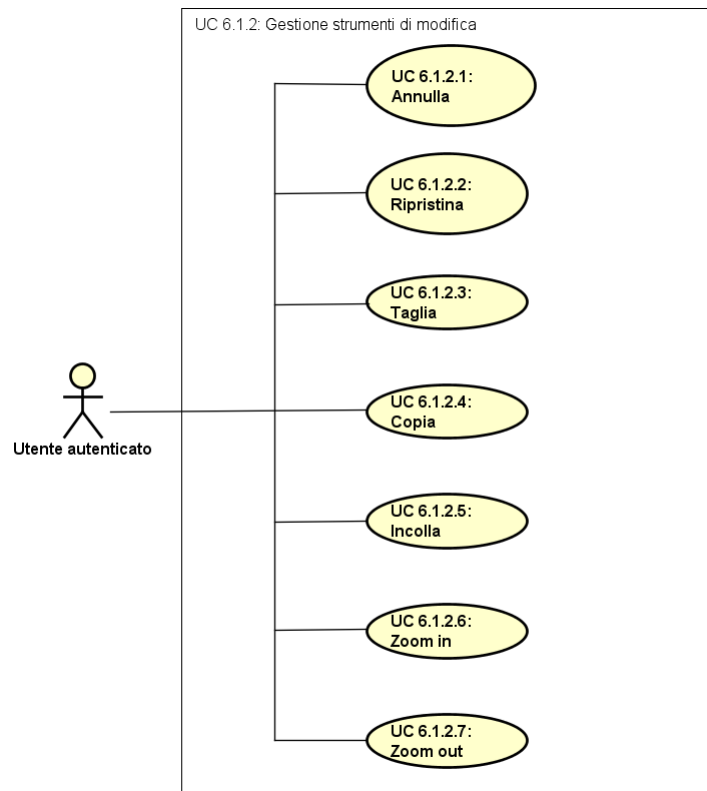 UC 6.1.2: Gestione strumenti di modifica
UC 6.1.2.1:
Annulla
UC 6.1.2.2:
Ripristina
UC 6.1.2.3:
Taglia
Utente autenticato
UC 6.1.2.4:
Copia
UC 6.1.2.5:
Incolla
UC 6.1.2.6:
Zoom in
UC 6.1.2.7:
Zoom out